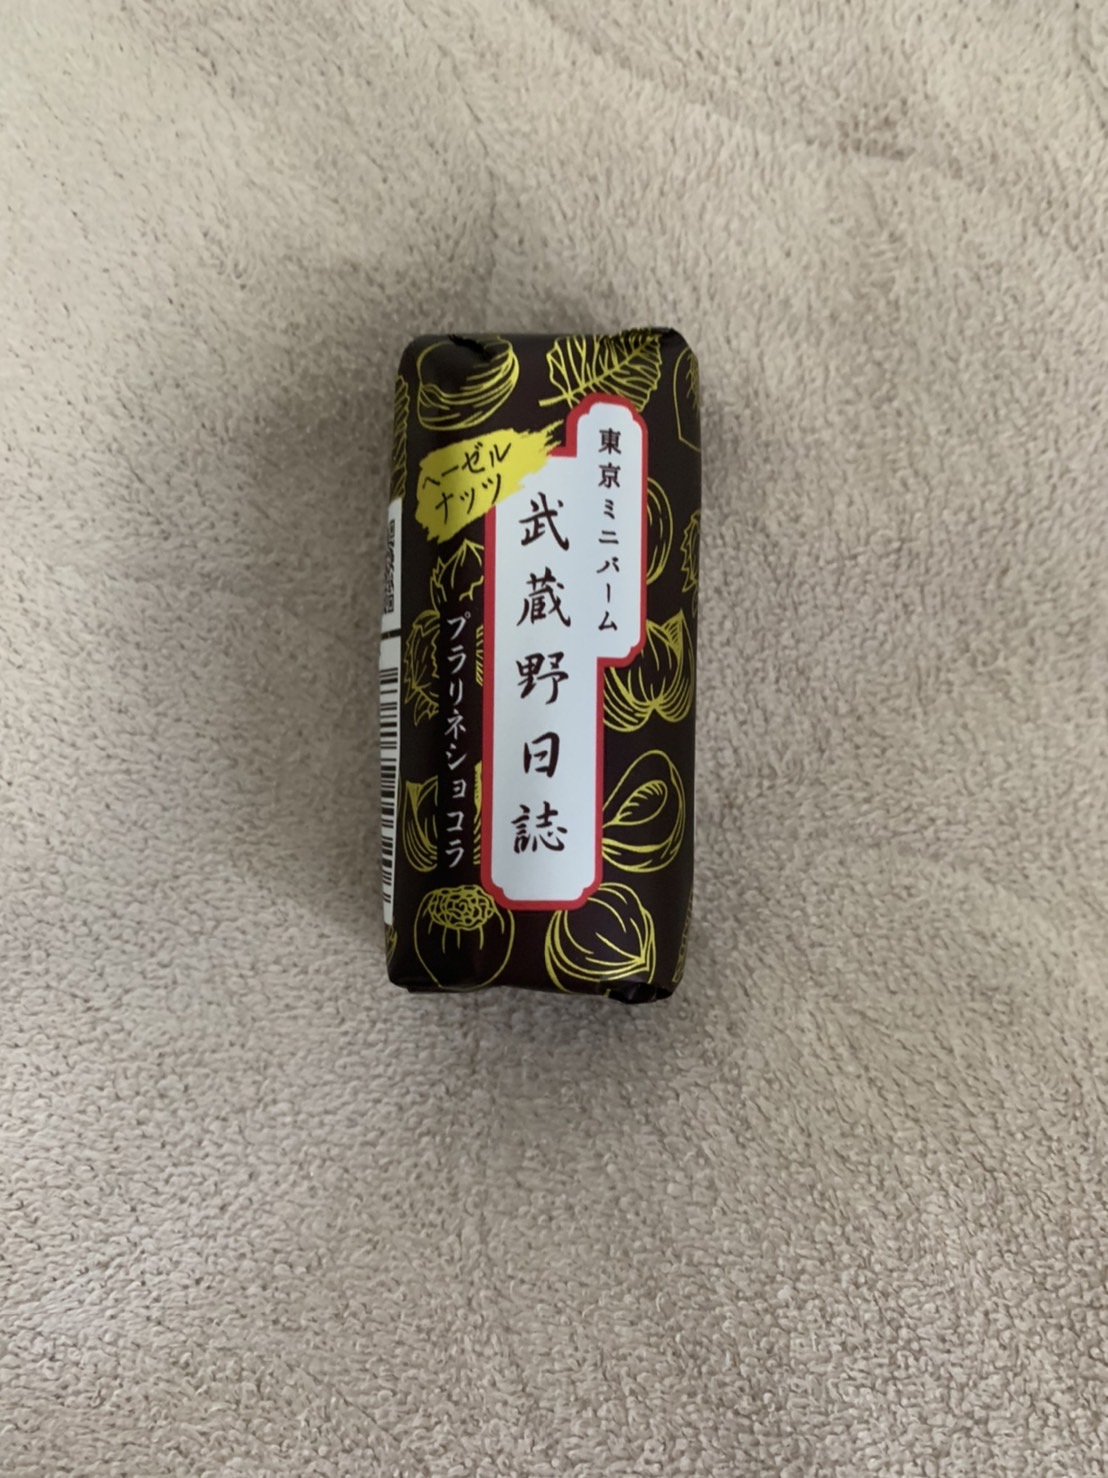 東京ミニバーム
武蔵野日誌
ヘーゼル
ナッツ
プラリネショコラ